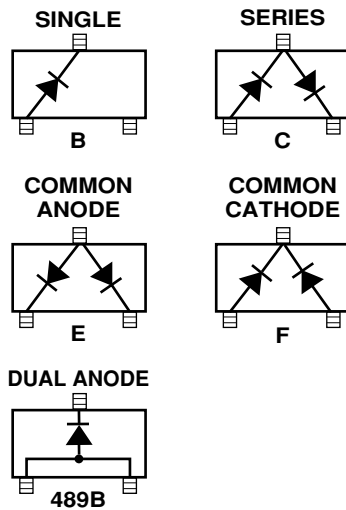 SINGLE
SERIES
B
C
COMMON
ANODE
COMMON
CATHODE
E
F
DUAL ANODE
489B